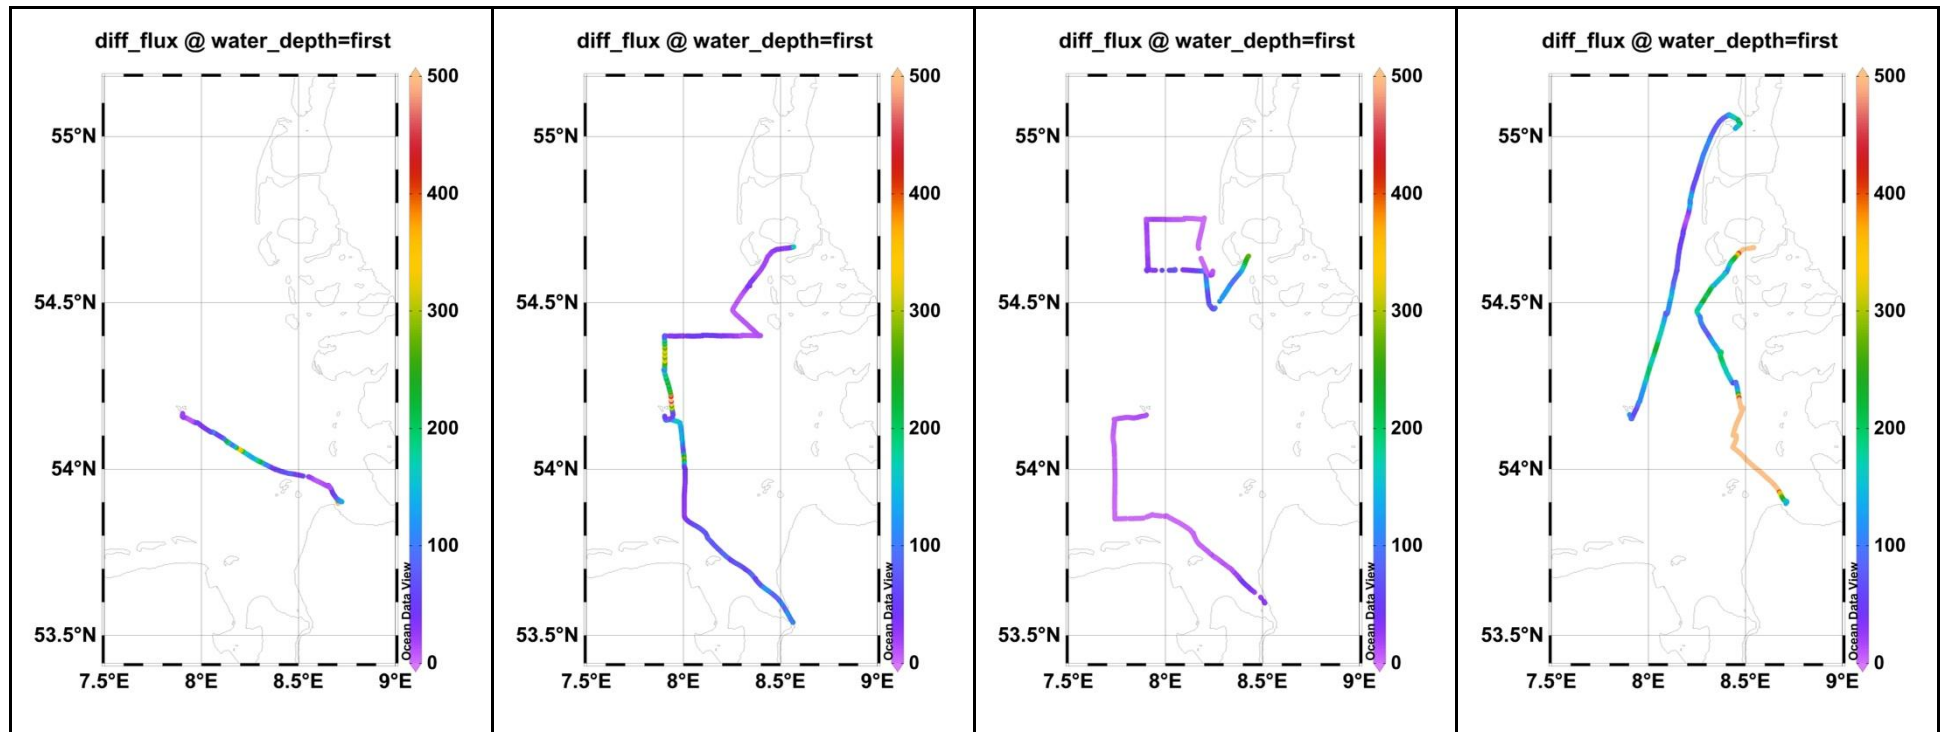 diff_flux @ water_depth=first
55°N
54.5°N
54°N
53.5°N
7.5°E 8°E 8.5°E 9°E
500
400
300
200
100
0
Ocean Data View
diff_flux @ water_depth=first
55°N
54.5°N
54°N
53.5°N
7.5°E 8°E 8.5°E 9°E
500
400
300
200
100
0
Ocean Data View
diff_flux @ water_depth=first
55°N
54.5°N
54°N
53.5°N
7.5°E 8°E 8.5°E 9°E
500
400
300
200
100
0
Ocean Data View
diff_flux @ water_depth=first
55°N
54.5°N
54°N
53.5°N
7.5°E 8°E 8.5°E 9°E
500
400
300
200
100
0
Ocean Data View